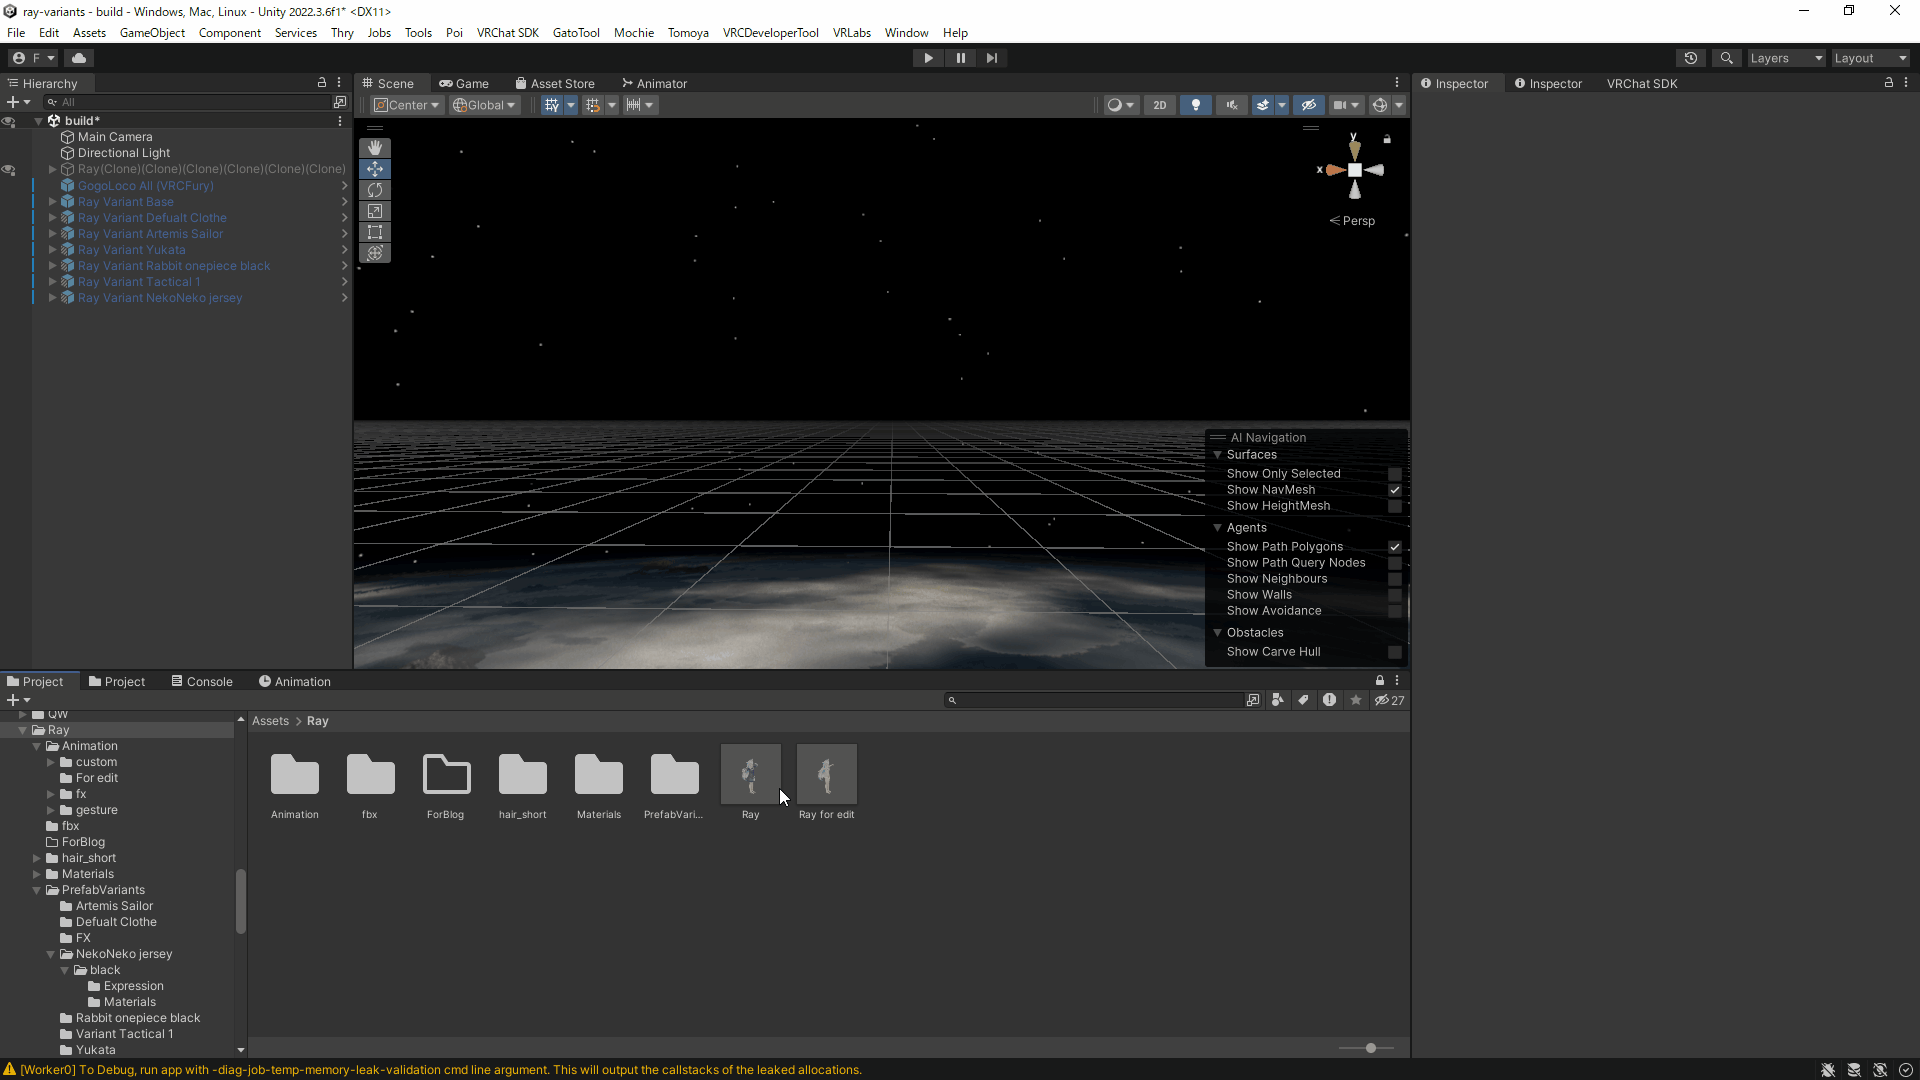 ray-variants - build - Windows, Mac, Linux - Unity 2022.3.6f1* <DX11>
File Edit Assets GameObject Component Services Thry Jobs Tools Poi VRChat SDK GatoTool Mochie Tomoya VRCDeveloperTool VRLabs Window Help
F
Layers
Layout
Hierarchy
All
build*
Main Camera
Directional Light
Ray(Clone)(Clone)(Clone)(Clone)(Clone)(Clone)
GogoLoco All (VRCFury)
Ray Variant Base
Ray Variant Defualt Clothe
Ray Variant Artemis Sailor
Ray Variant Yukata
Ray Variant Rabbit onepiece black
Ray Variant Tactical 1
Ray Variant NekoNeko jersey
Scene Game Asset Store Animator
Center Global 2D
y
x
Persp
AI Navigation
Surfaces
Show Only Selected
Show NavMesh
Show HeightMesh
Agents
Show Path Polygons
Show Path Query Nodes
Show Neighbours
Show Walls
Show Avoidance
Obstacles
Show Carve Hull
Inspector Inspector VRChat SDK
Project Project Console Animation
27
QW
Ray
Animation
custom
For edit
fx
gesture
fbx
ForBlog
hair_short
Materials
PrefabVariants
Artemis Sailor
Defualt Clothe
FX
NekoNeko jersey
black
Expression
Materials
Rabbit onepiece black
Variant Tactical 1
Yukata
Assets > Ray
Animation fbx ForBlog hair_short Materials PrefabVari... Ray Ray for edit
[Worker0] To Debug, run app with -diag-job-temp-memory-leak-validation cmd line argument. This will output the callstacks of the leaked allocations.